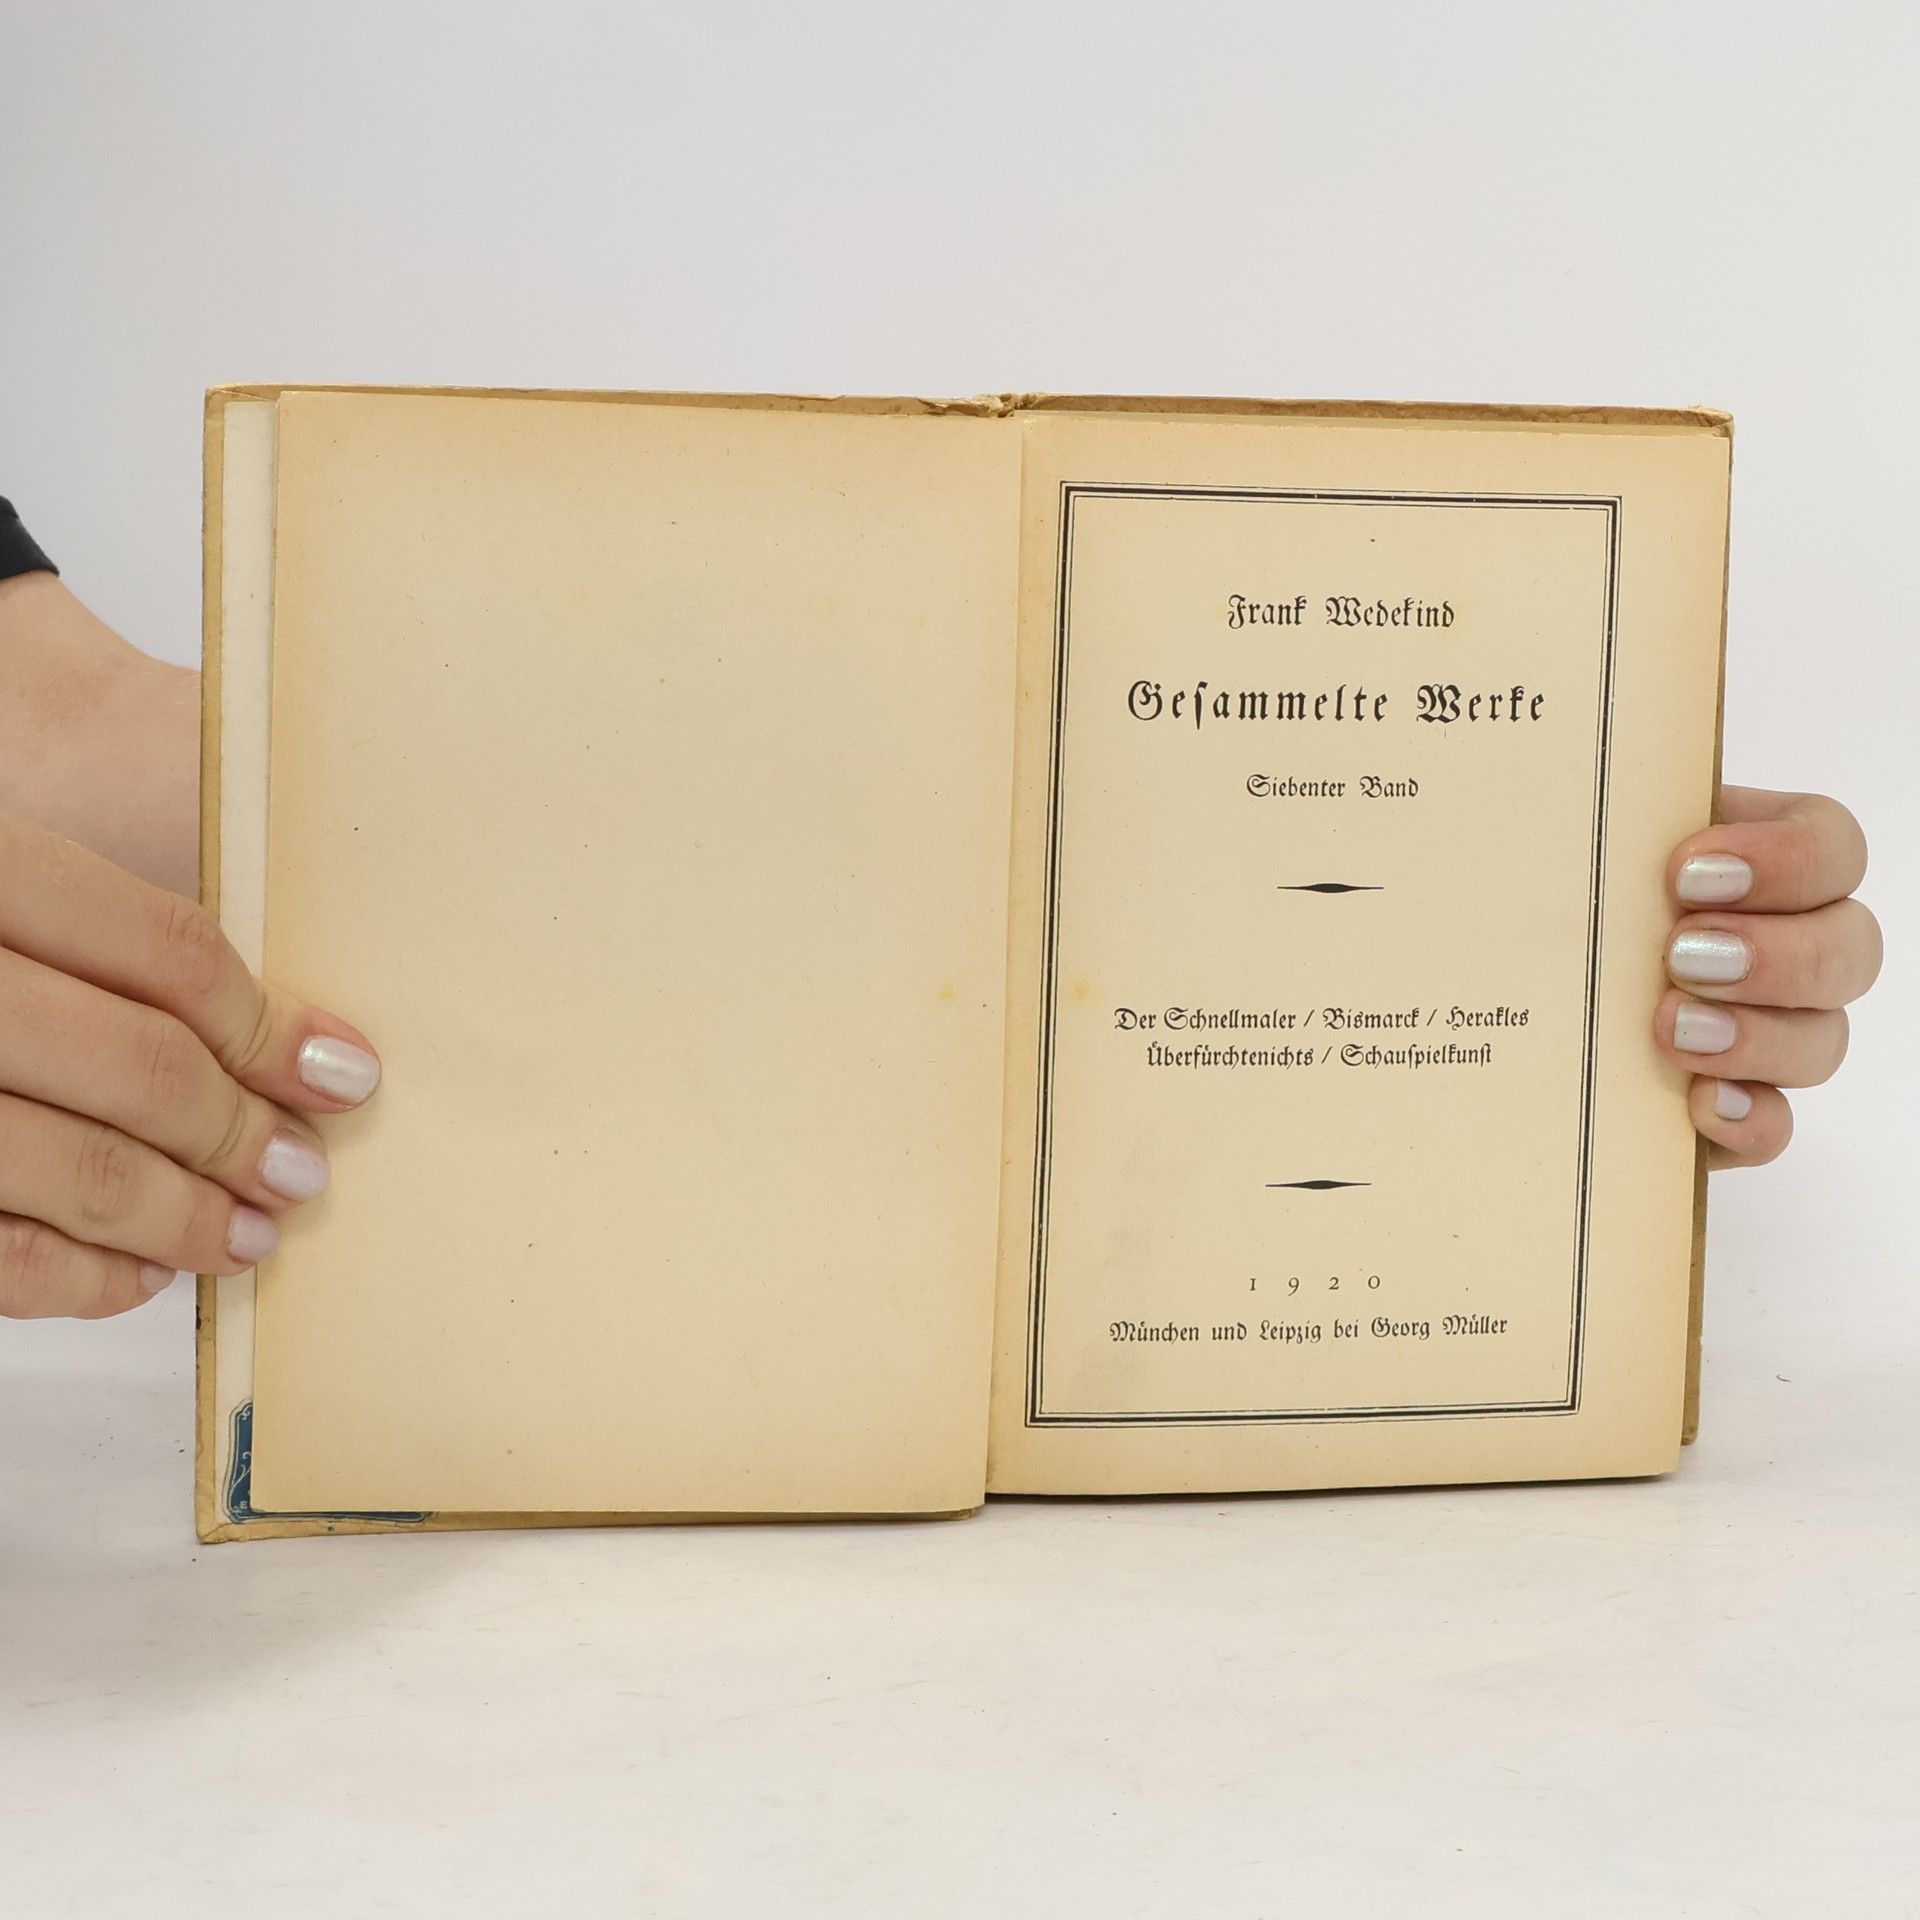 Frank Wedekind
Gesammelte Werke
Siebenter Band
Der Schnellmaler / Bismarck / Herakles
Überfürchtenichts / Schauspielkunst
1920
München und Leipzig bei Georg Müller